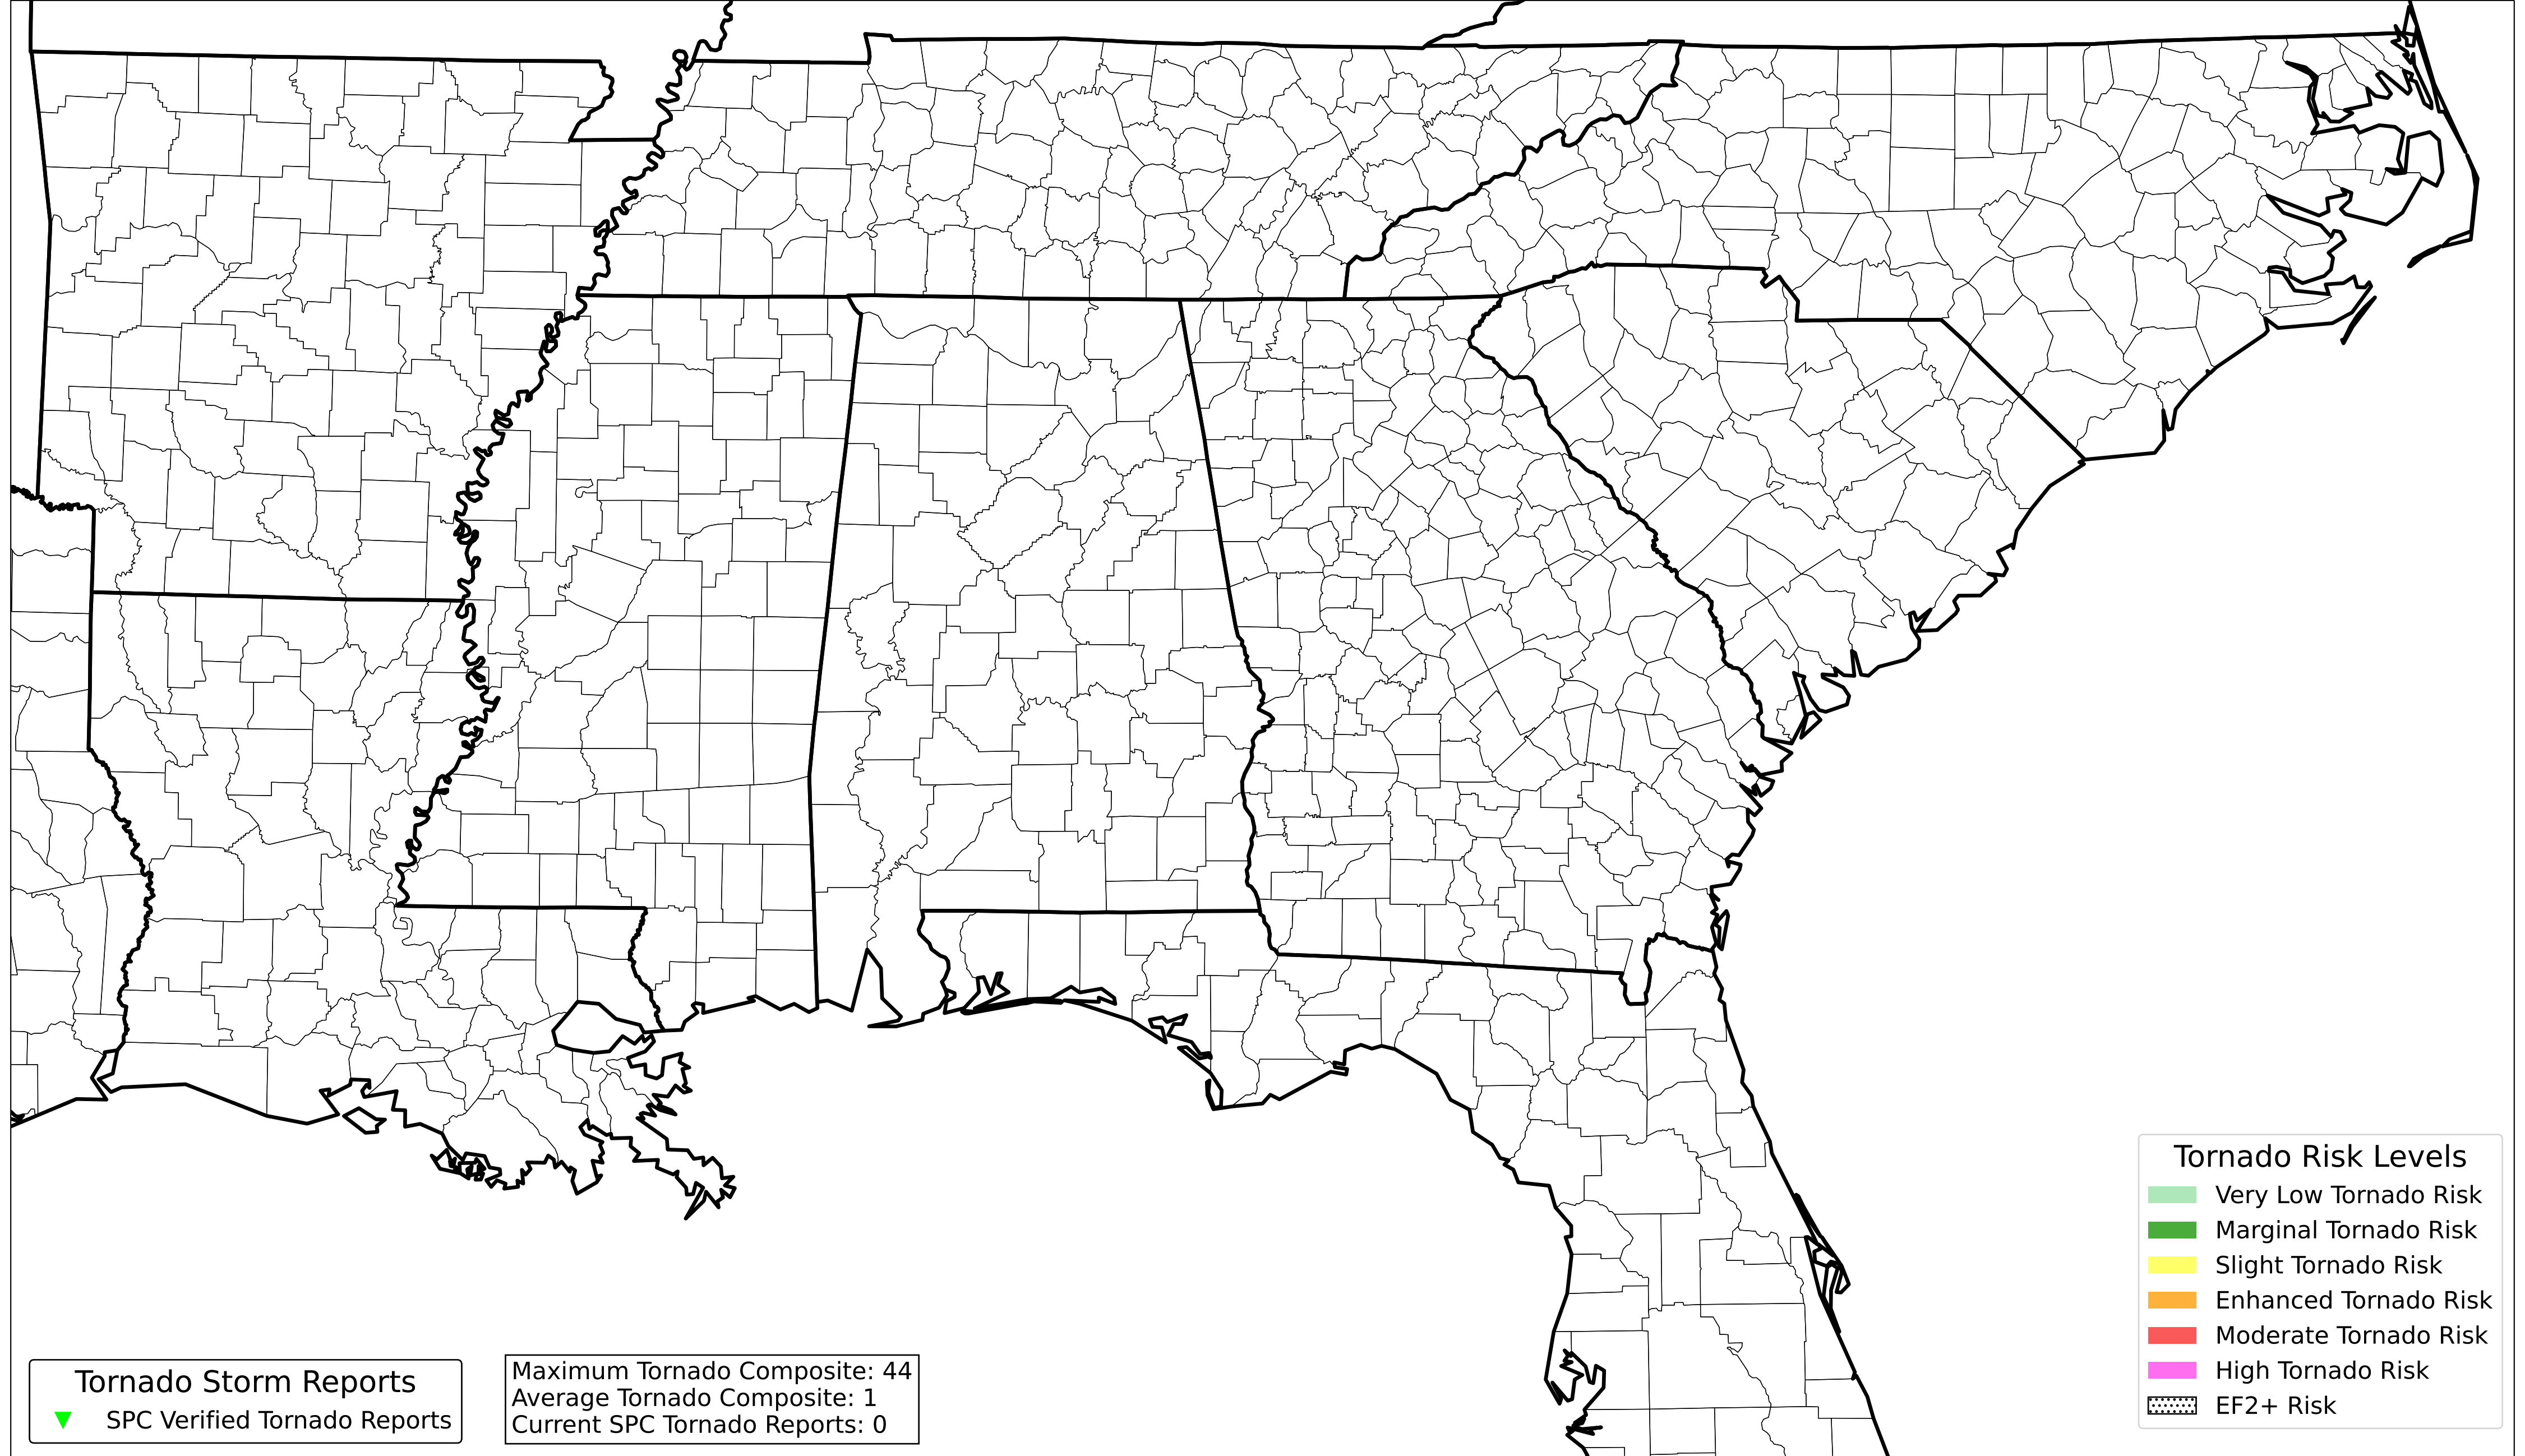 Tornado Storm Reports
SPC Verified Tornado Reports
Maximum Tornado Composite: 44
Average Tornado Composite: 1
Current SPC Tornado Reports: 0
Tornado Risk Levels
Very Low Tornado Risk
Marginal Tornado Risk
Slight Tornado Risk
Enhanced Tornado Risk
Moderate Tornado Risk
High Tornado Risk
EF2+ Risk